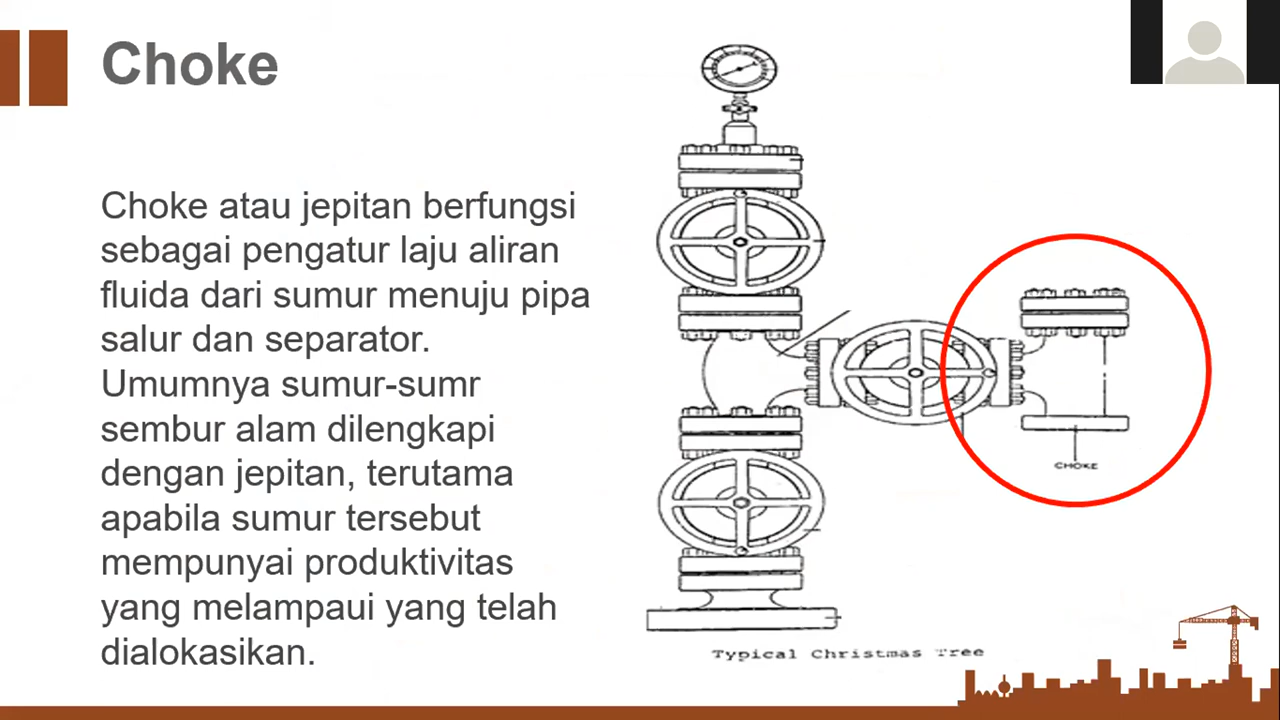 Choke
Choke atau jepitan berfungsi
sebagai pengatur laju aliran
fluida dari sumur menuju pipa
salur dan separator.
Umumnya sumur-sumr
sembur alam dilengkapi
dengan jepitan, terutama
apabila sumur tersebut
mempunyai produktivitas
yang melampaui yang telah
dialokasikan.
CHOKE
Typical Christmas Tree